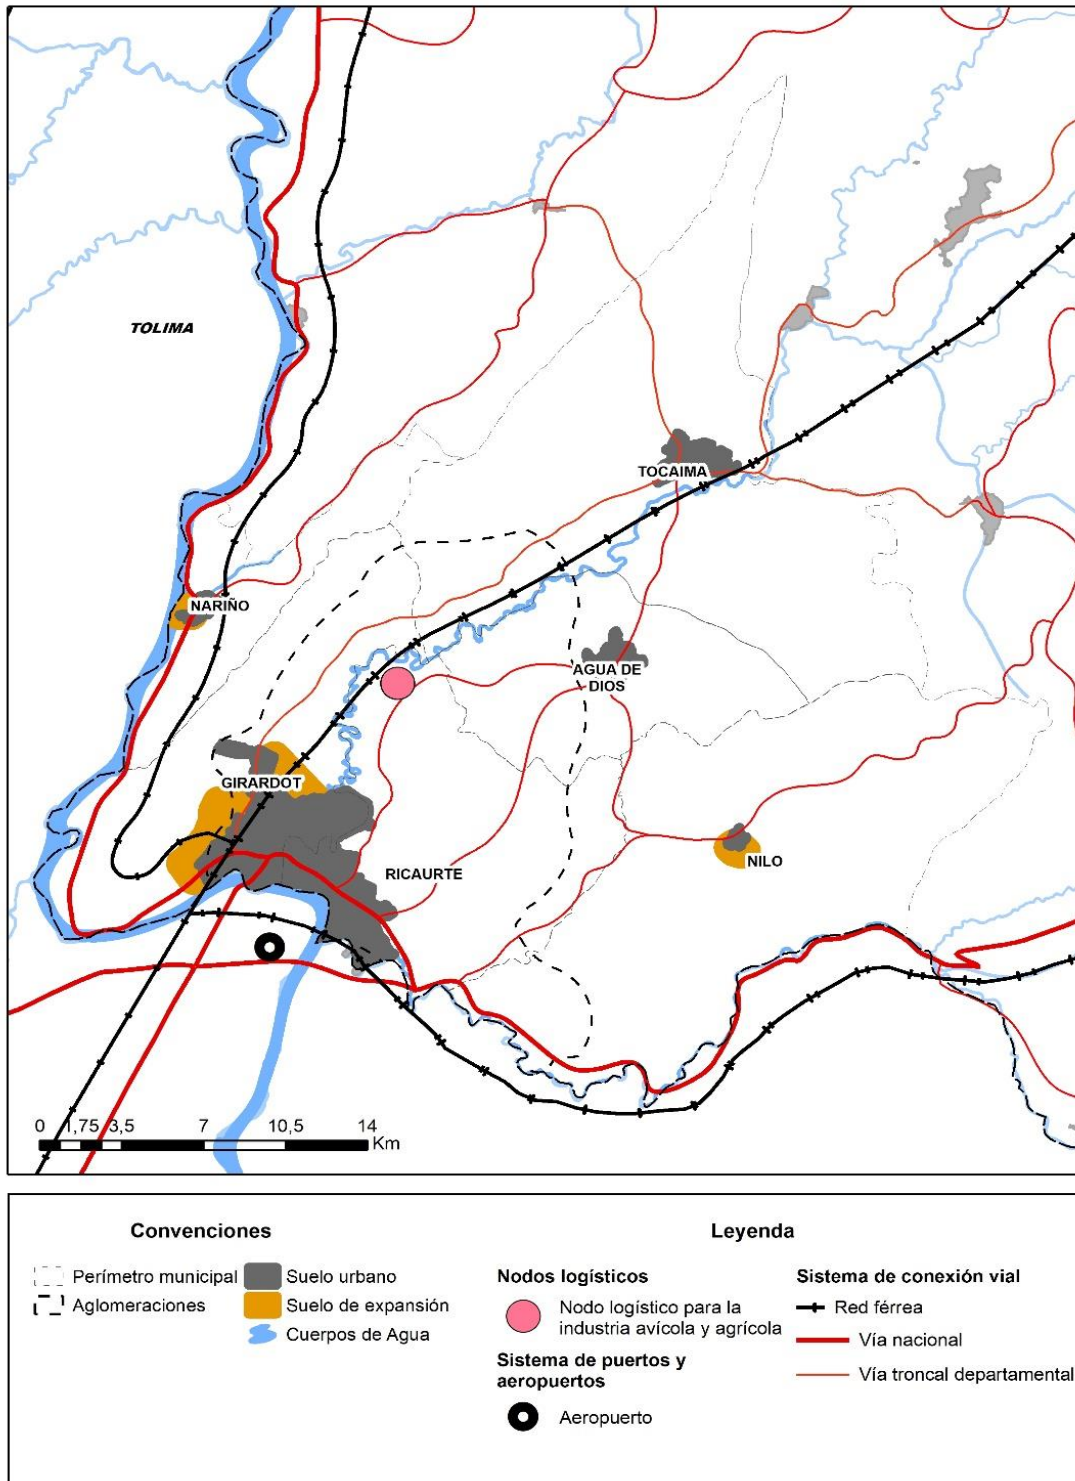 TOLIMA
TOCAIMA
NARIÑO
AGUA DE
DIOS
GIRARDOT
RICAURTE
NILO
0 1,75 3,5 7 10,5 14
Km
Convenciones
Perímetro municipal
Aglomeraciones
Suelo urbano
Suelo de expansión
Cuerpos de Agua
Leyenda
Nodos logísticos
Nodo logístico para la
industria avícola y agrícola
Sistema de puertos y
aeropuertos
Aeropuerto
Sistema de conexión vial
Red férrea
Vía nacional
Vía troncal departamental